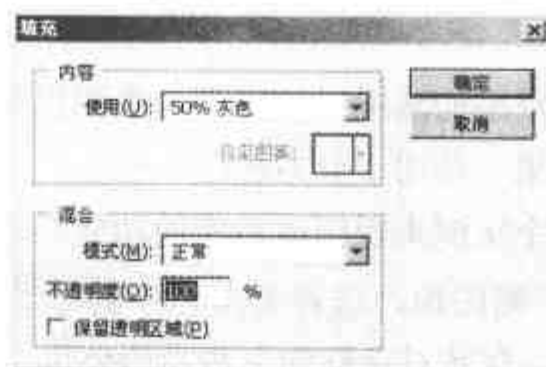 填充
内容
使用(U): 50% 灰色
自定图案:
确定
取消
混合
模式(M): 正常
不透明度(O): 100 %
保留透明区域(P)